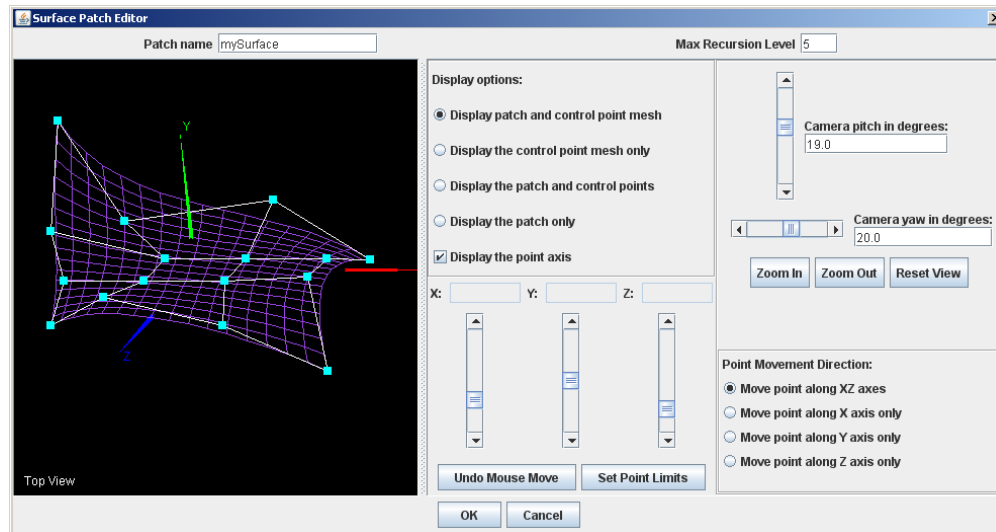 Surface Patch Editor
Patch name mySurface
Max Recursion Level 5
Display options:
Display patch and control point mesh
Display the control point mesh only
Display the patch and control points
Display the patch only
Display the point axis
X: Y: Z:
Undo Mouse Move Set Point Limits
Camera pitch in degrees:
19.0
Camera yaw in degrees:
20.0
Zoom In Zoom Out Reset View
Point Movement Direction:
Move point along XZ axes
Move point along X axis only
Move point along Y axis only
Move point along Z axis only
Y
Z
Top View
OK Cancel